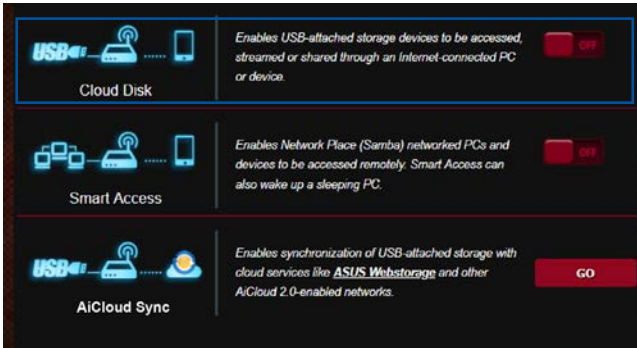 USB
Enables USB-attached storage devices to be accessed,
streamed or shared through an Internet-connected PC
or device.
OFF
Cloud Disk
Enables Network Place (Samba) networked PCs and
devices to be accessed remotely. Smart Access can
also wake up a sleeping PC.
OFF
Smart Access
USB
Enables synchronization of USB-attached storage with
cloud services like ASUS Webstorage and other
AiCloud 2.0-enabled networks.
GO
AiCloud Sync